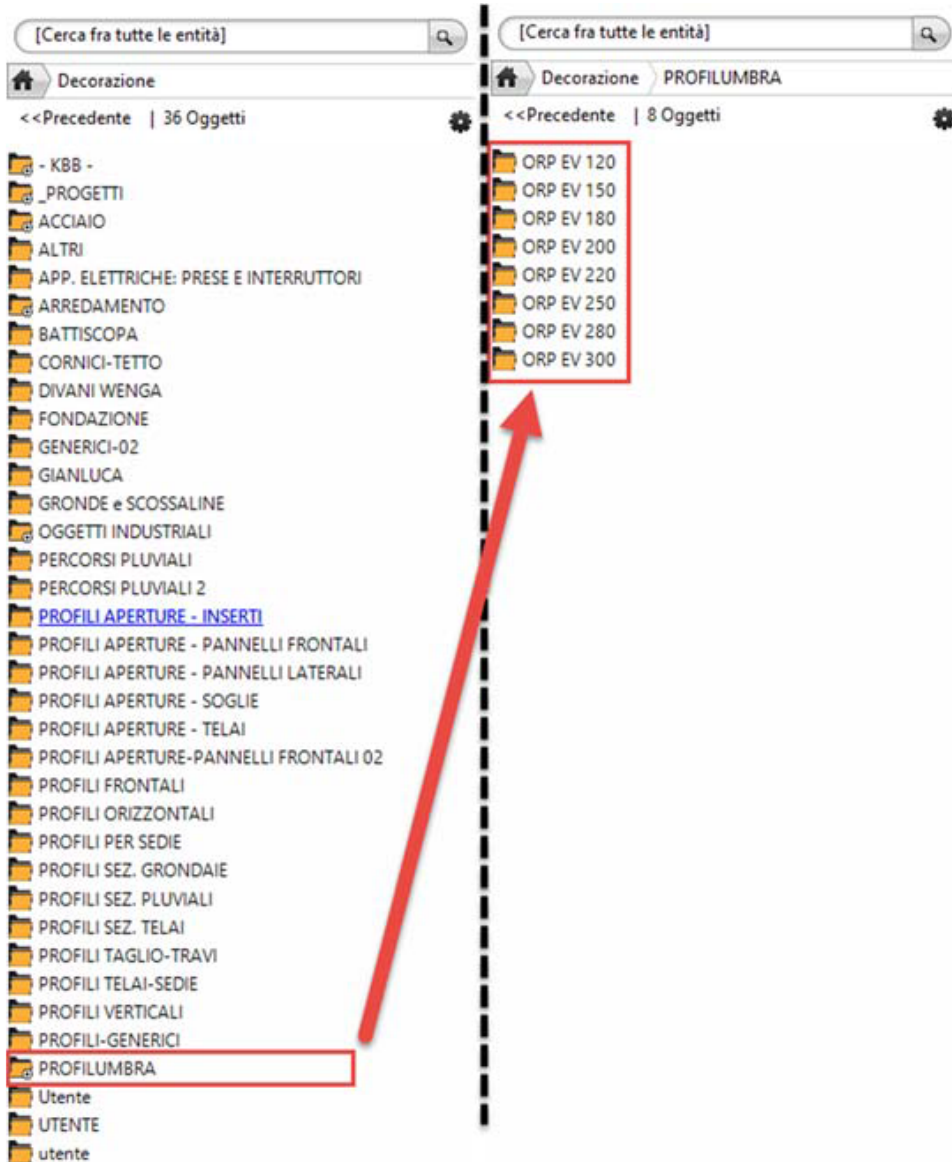 [Cerca fra tutte le entità]
Decorazione
<<Precedente | 36 Oggetti
- KBB -
_PROGETTI
ACCIAIO
ALTRI
APP. ELETTRICHE: PRESE E INTERRUTTORI
ARREDAMENTO
BATTISCOPA
CORNICI-TETTO
DIVANI WENGA
FONDAZIONE
GENERICI-02
GIANLUCA
GRONDE e SCOSSALINE
OGGETTI INDUSTRIALI
PERCORSI PLUVIALI
PERCORSI PLUVIALI 2
PROFILI APERTURE - INSERTI
PROFILI APERTURE - PANNELLI FRONTALI
PROFILI APERTURE - PANNELLI LATERALI
PROFILI APERTURE - SOGLIE
PROFILI APERTURE - TELAI
PROFILI APERTURE-PANNELLI FRONTALI 02
PROFILI FRONTALI
PROFILI ORIZZONTALI
PROFILI PER SEDIE
PROFILI SEZ. GRONDAIE
PROFILI SEZ. PLUVIALI
PROFILI SEZ. TELAI
PROFILI TAGLIO-TRAVI
PROFILI TELAI-SEDIE
PROFILI VERTICALI
PROFILI-GENERICI
PROFILUMBRA
Utente
UTENTE
utente
[Cerca fra tutte le entità]
Decorazione PROFILUMBRA
<<Precedente | 8 Oggetti
ORP EV 120
ORP EV 150
ORP EV 180
ORP EV 200
ORP EV 220
ORP EV 250
ORP EV 280
ORP EV 300